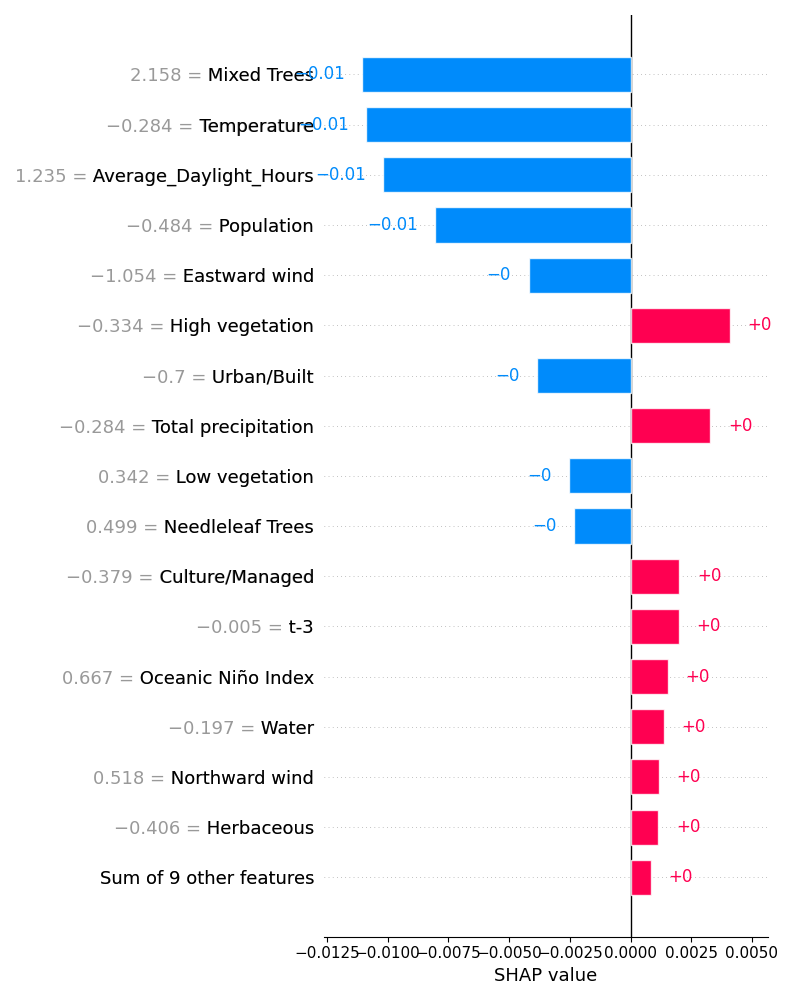 2.158 = Mixed Trees −0.01
−0.284 = Temperature −0.01
1.235 = Average_Daylight_Hours −0.01
−0.484 = Population −0.01
−1.054 = Eastward wind −0
−0.334 = High vegetation +0
−0.7 = Urban/Built −0
−0.284 = Total precipitation +0
0.342 = Low vegetation −0
0.499 = Needleleaf Trees −0
−0.379 = Culture/Managed +0
−0.005 = t-3 +0
0.667 = Oceanic Niño Index +0
−0.197 = Water +0
0.518 = Northward wind +0
−0.406 = Herbaceous +0
Sum of 9 other features +0
−0.0125 −0.0100 −0.0075 −0.0050 −0.0025 0.0000 0.0025 0.0050
SHAP value